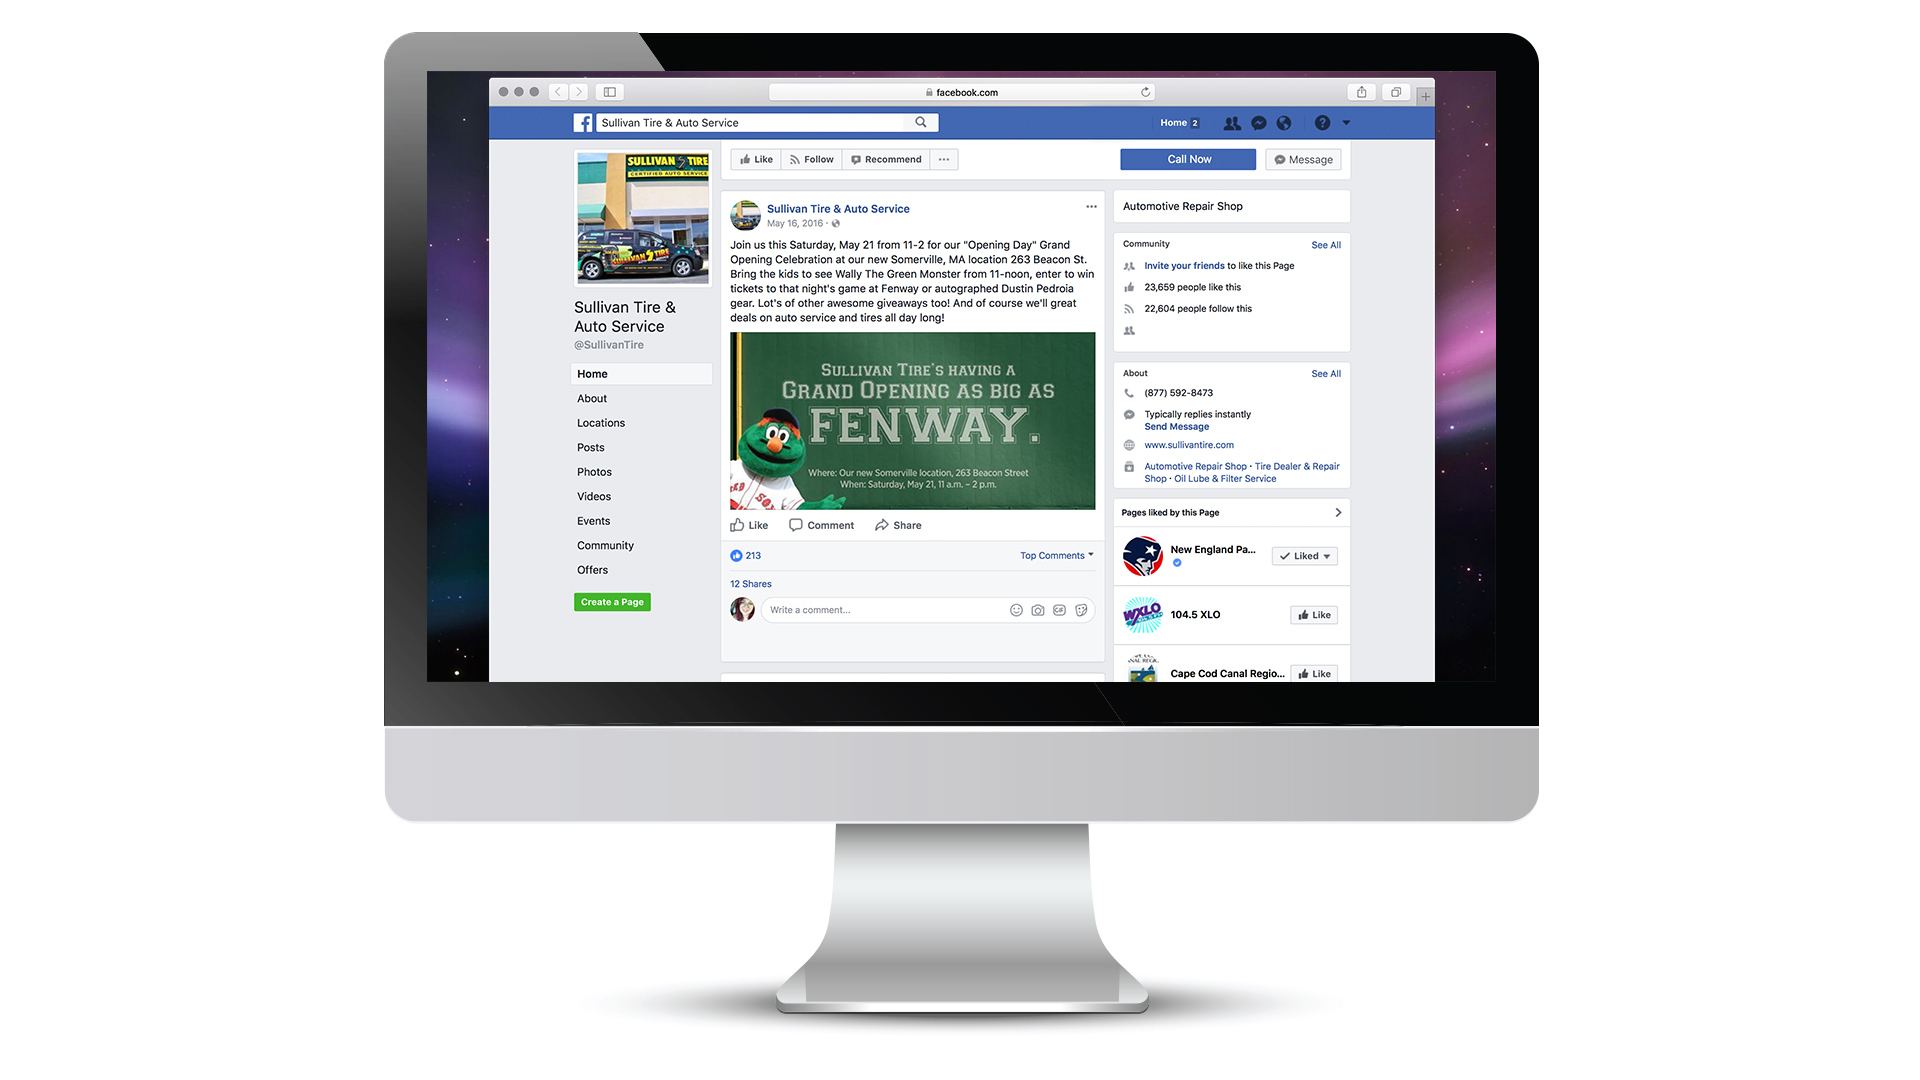 facebook.com
Sullivan Tire & Auto Service
Home 2
SULLIVAN TIRE
CERTIFIED AUTO SERVICE
SULLIVAN TIRE
Sullivan Tire &
Auto Service
@SullivanTire
Home
About
Locations
Posts
Photos
Videos
Events
Community
Offers
Create a Page
Like
Follow
Recommend
Call Now
Message
Sullivan Tire & Auto Service
May 16, 2016 ·
Join us this Saturday, May 21 from 11-2 for our "Opening Day" Grand
Opening Celebration at our new Somerville, MA location 263 Beacon St.
Bring the kids to see Wally The Green Monster from 11-noon, enter to win
tickets to that night's game at Fenway or autographed Dustin Pedroia
gear. Lot's of other awesome giveaways too! And of course we'll great
deals on auto service and tires all day long!
SULLIVAN TIRE'S HAVING A
GRAND OPENING AS BIG AS
FENWAY.
Where: Our new Somerville location, 263 Beacon Street
When: Saturday, May 21, 11 a.m. – 2 p.m.
Like
Comment
Share
213
Top Comments
12 Shares
Write a comment...
Automotive Repair Shop
Community
See All
Invite your friends to like this Page
23,659 people like this
22,604 people follow this
About
See All
(877) 592-8473
Typically replies instantly
Send Message
www.sullivantire.com
Automotive Repair Shop · Tire Dealer & Repair
Shop · Oil Lube & Filter Service
Pages liked by this Page
New England Pa...
Liked
WXLO
104.5 XLO
Like
Cape Cod Canal Regio...
Like